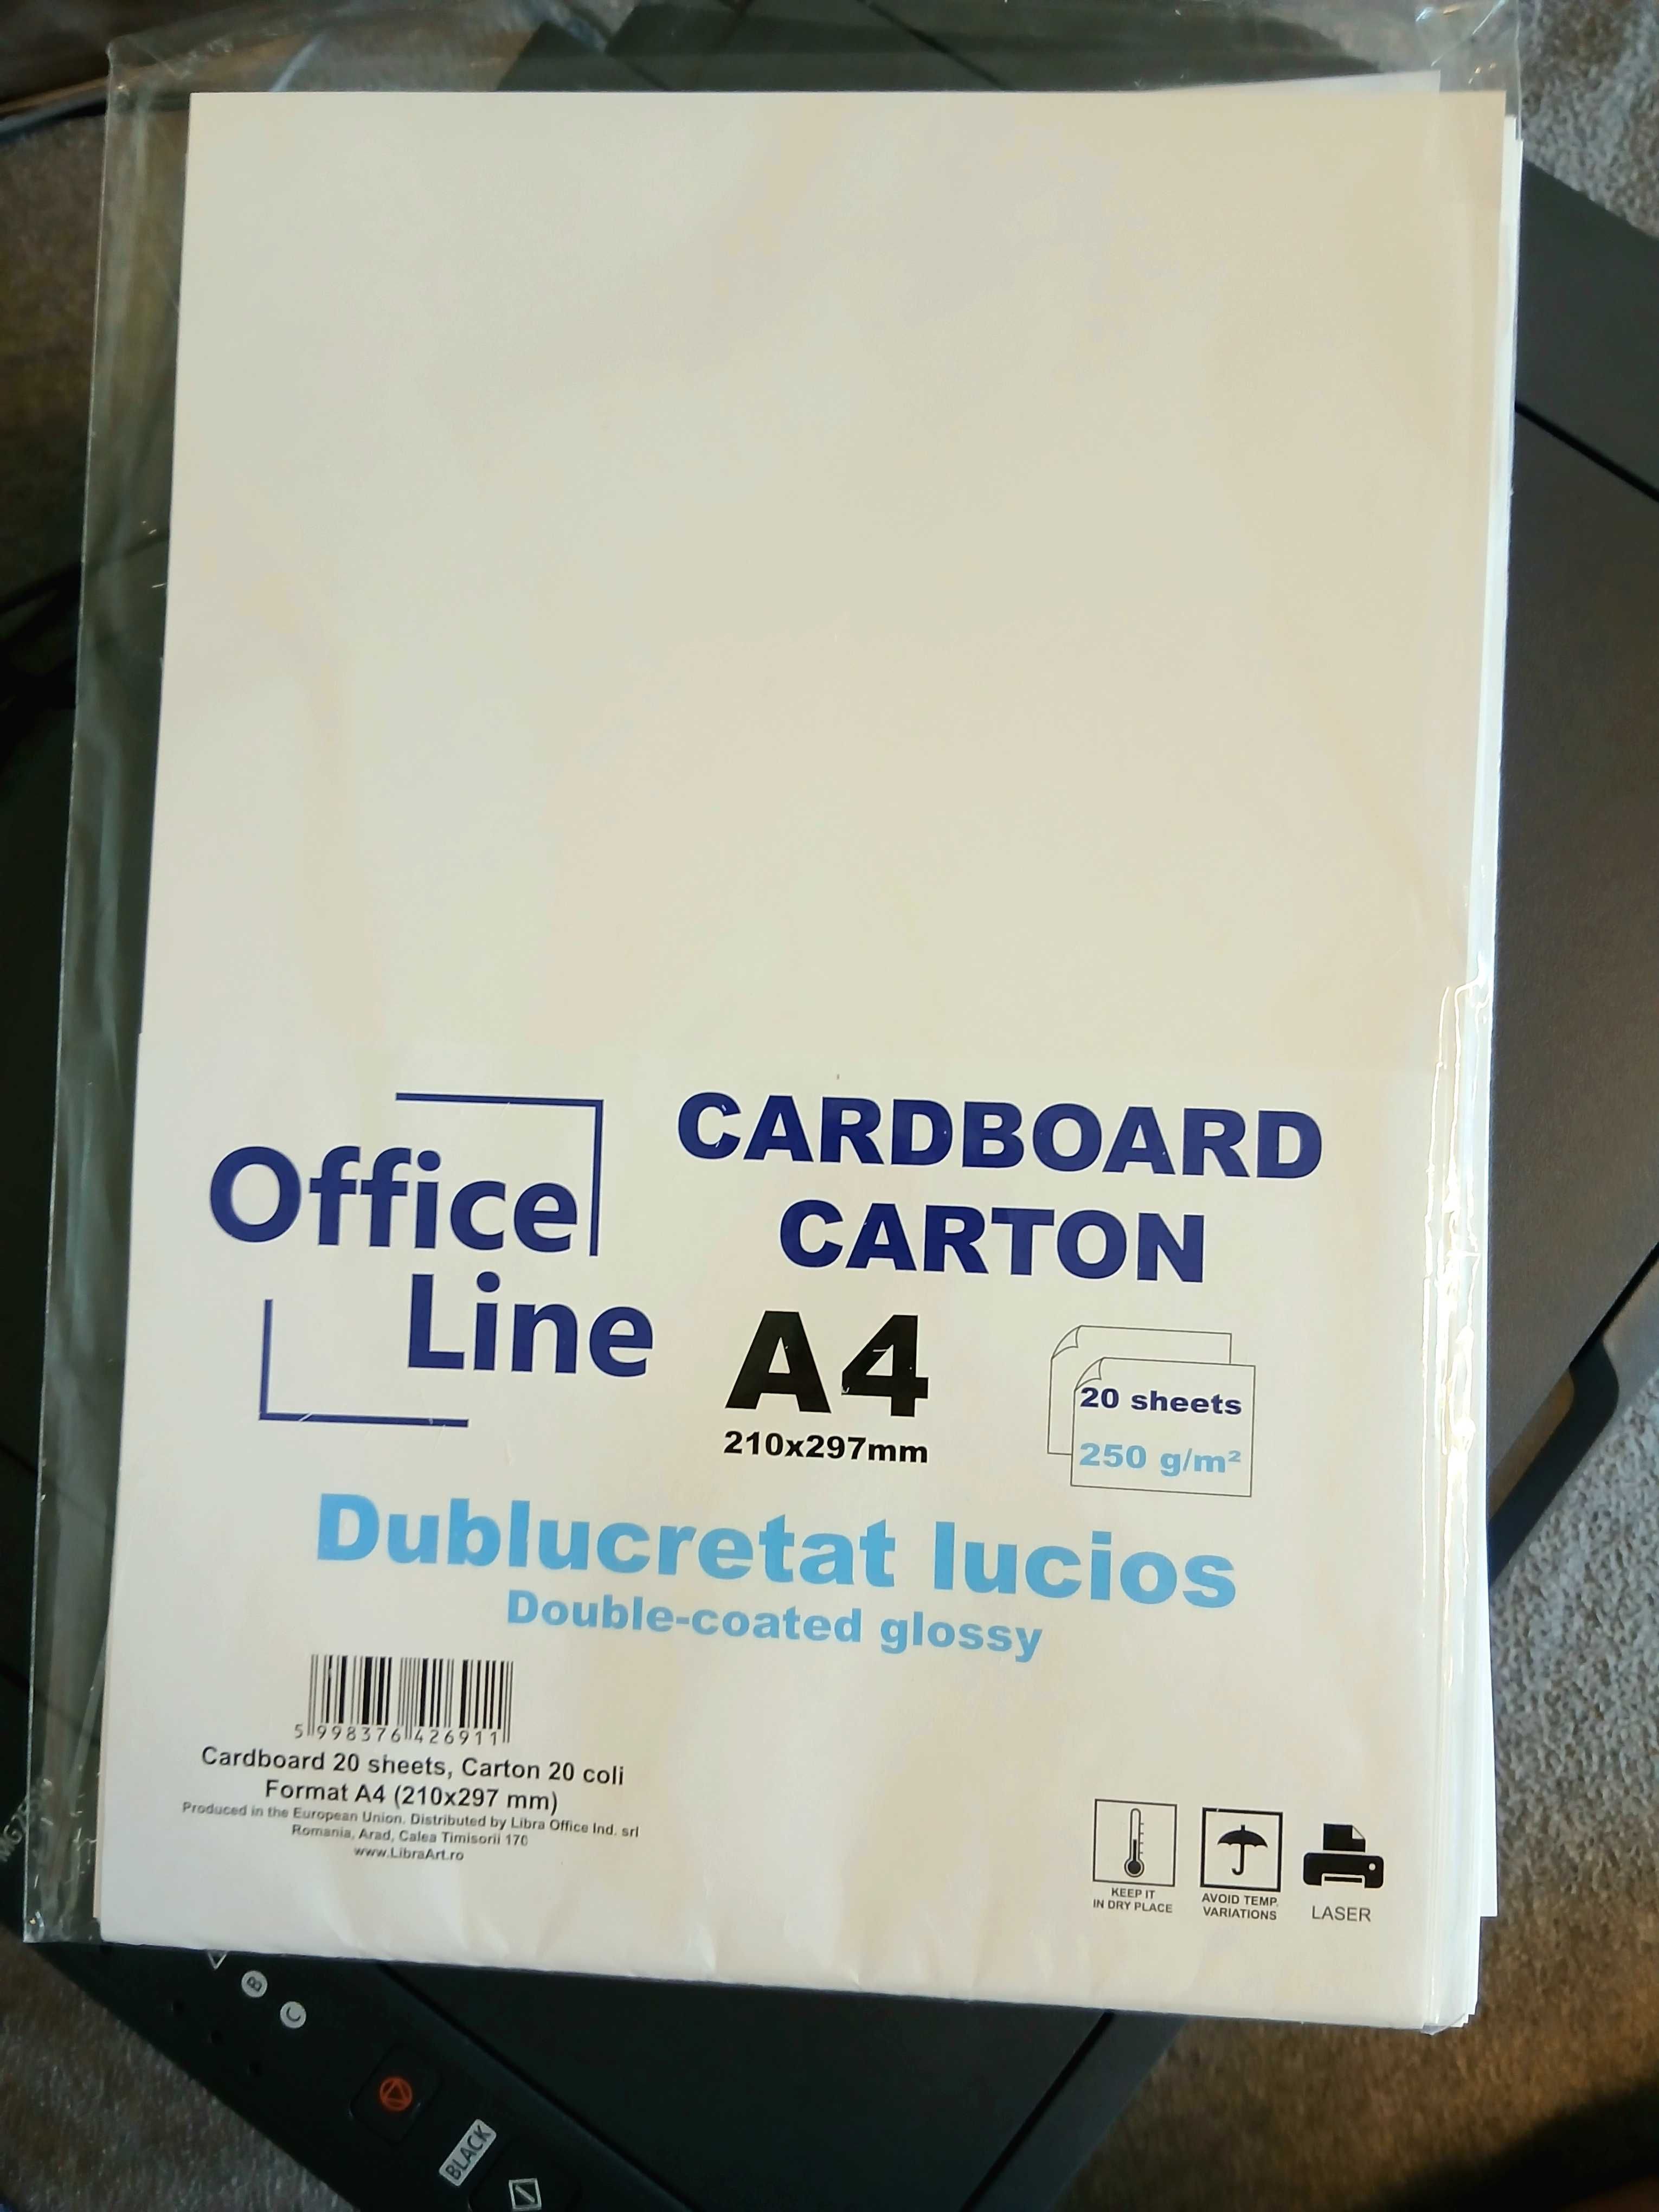 Office
Line
CARDBOARD
CARTON
A4
210x297mm
20 sheets
250 g/m²
Dublucretat lucios
Double-coated glossy
5 998376 426911
Cardboard 20 sheets, Carton 20 coli
Format A4 (210x297 mm)
Produced in the European Union. Distributed by Libra Office Ind. srl
Romania, Arad, Calea Timisorii 176
www.LibraArt.ro
KEEP IT
IN DRY PLACE
AVOID TEMP.
VARIATIONS
LASER
B
C
BLACK